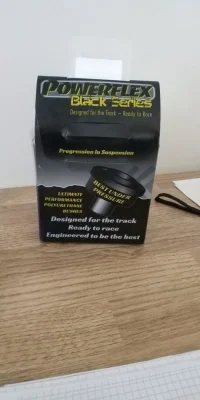 POWERFLEX
BLACK SERIES
Designed for the Track - Ready to Race
Progression In Suspension
BEST UNDER
PRESSURE
ULTIMATE
PERFORMANCE
POLYURETHANE
BUSHES
Designed for the track
Ready to race
Engineered to be the best